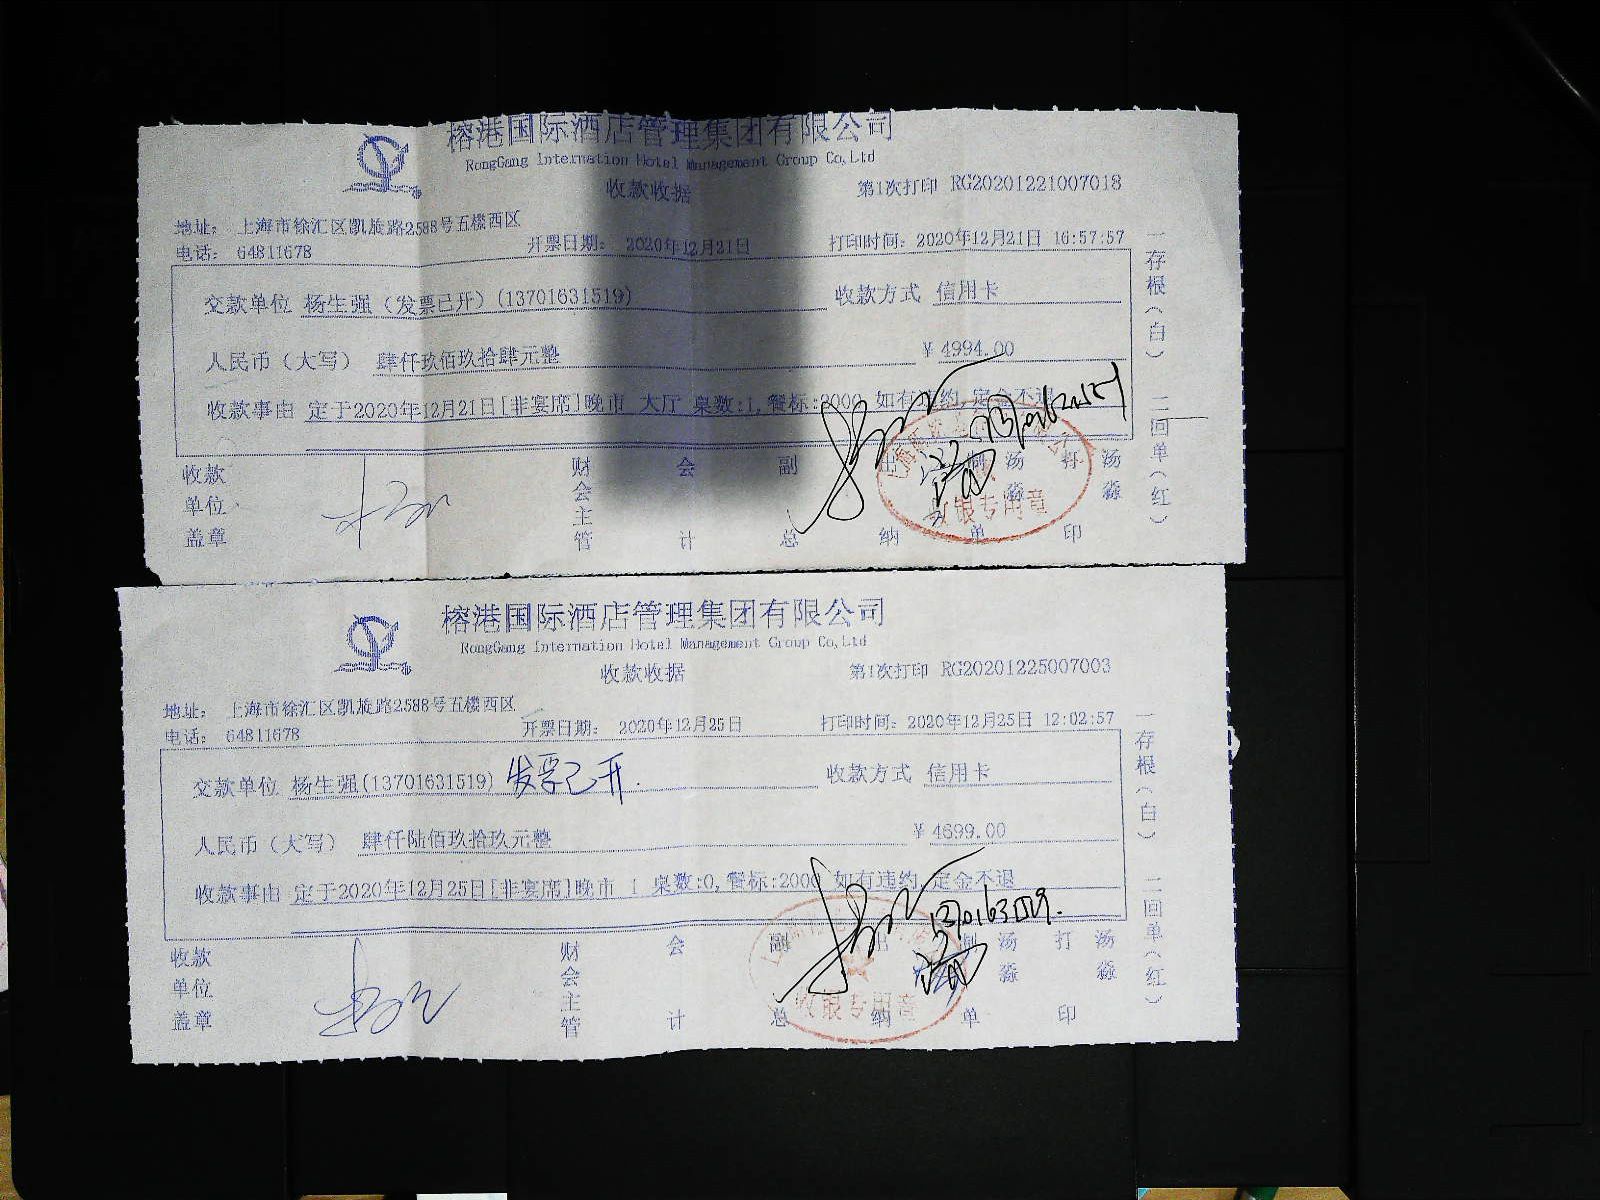 榕港国际酒店管理集团有限公司
RongGang Internation Hotel Management Group Co,Ltd
收款收据
第1次打印 RG20201221007018
地址： 上海市徐汇区凯旋路2588号五楼西区
电话： 64811678
开票日期： 2020年12月21日
打印时间：2020年12月21日 16:57:57
交款单位 杨生强（发票已开）(13701631519)
收款方式 信用卡
人民币（大写） 肆仟玖佰玖拾肆元整
￥4994.00
收款事由 定于2020年12月21日[非宴席]晚市 大厅 桌数:1,餐标:2000 如有违约,定金不退
收款单位盖章
财会主管
会计
副总
出纳
制单
汤淼
打印
汤淼
收银专用章
一存根（白） 二回单（红）
榕港国际酒店管理集团有限公司
RongGang Internation Hotel Management Group Co,Ltd
收款收据
第1次打印 RG20201225007003
地址： 上海市徐汇区凯旋路2588号五楼西区
电话： 64811678
开票日期： 2020年12月25日
打印时间：2020年12月25日 12:02:57
交款单位 杨生强(13701631519) 发票已开.
收款方式 信用卡
人民币（大写） 肆仟陆佰玖拾玖元整
￥4699.00
收款事由 定于2020年12月25日[非宴席]晚市 1 桌数:0,餐标:2000 如有违约 定金不退
13701631519.
收款单位盖章
财会主管
会计
副总
出纳
制单
汤淼
打印
汤淼
收银专用章
一存根（白） 二回单（红）